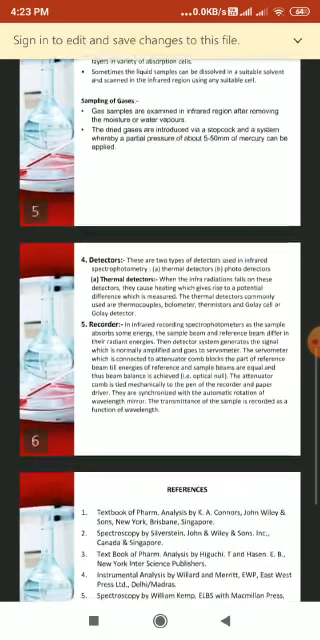 4:23 PM
...0.0KB/s
64
Sign in to edit and save changes to this file.
layers in variety of absorption cells.
• Sometimes the liquid samples can be dissolved in a suitable solvent
and scanned in the infrared region using any suitable cell.
Sampling of Gases:-
• Gas samples are examined in infrared region after removing
the moisture or water vapours.
• The dried gases are introduced via a stopcock and a system
whereby a partial pressure of about 5-50mm of mercury can be
applied.
5
4. Detectors:- These are two types of detectors used in infrared
spectrophotometry : (a) thermal detectors (b) photo detectors
(a) Thermal detectors:- When the infra radiations falls on these
detectors, they cause heating which gives rise to a potential
difference which is measured. The thermal detectors commonly
used are thermocouples, bolometer, thermistors and Golay cell or
Golay detector.
5. Recorder:- In infrared recording spectrophotometers as the sample
absorbs some energy, the sample beam and reference beam differ in
their radiant energies. Then detector system generates the signal
which is normally amplified and goes to servometer. The servometer
which is connected to attenuator comb blocks the part of reference
beam till energies of reference and sample beams are equal and
thus beam balance is achieved (i.e. optical null). The attenuator
comb is tied mechanically to the pen of the recorder and paper
driver. They are synchronized with the automatic rotation of
wavelength mirror. The transmittance of the sample is recorded as a
function of wavelength.
6
REFERENCES
1. Textbook of Pharm. Analysis by K. A. Connors, John Wiley &
Sons, New York, Brisbane, Singapore.
2. Spectroscopy by Silverstein, John & Wiley & Sons. Inc.,
Canada & Singapore.
3. Text Book of Pharm. Analysis by Higuchi. T and Hasen. E. B.,
New York Inter Science Publishers.
4. Instrumental Analysis by Willard and Merritt, EWP, East West
Press Ltd., Delhi/Madras.
5. Spectroscopy by William Kemp, ELBS with Macmillan Press,